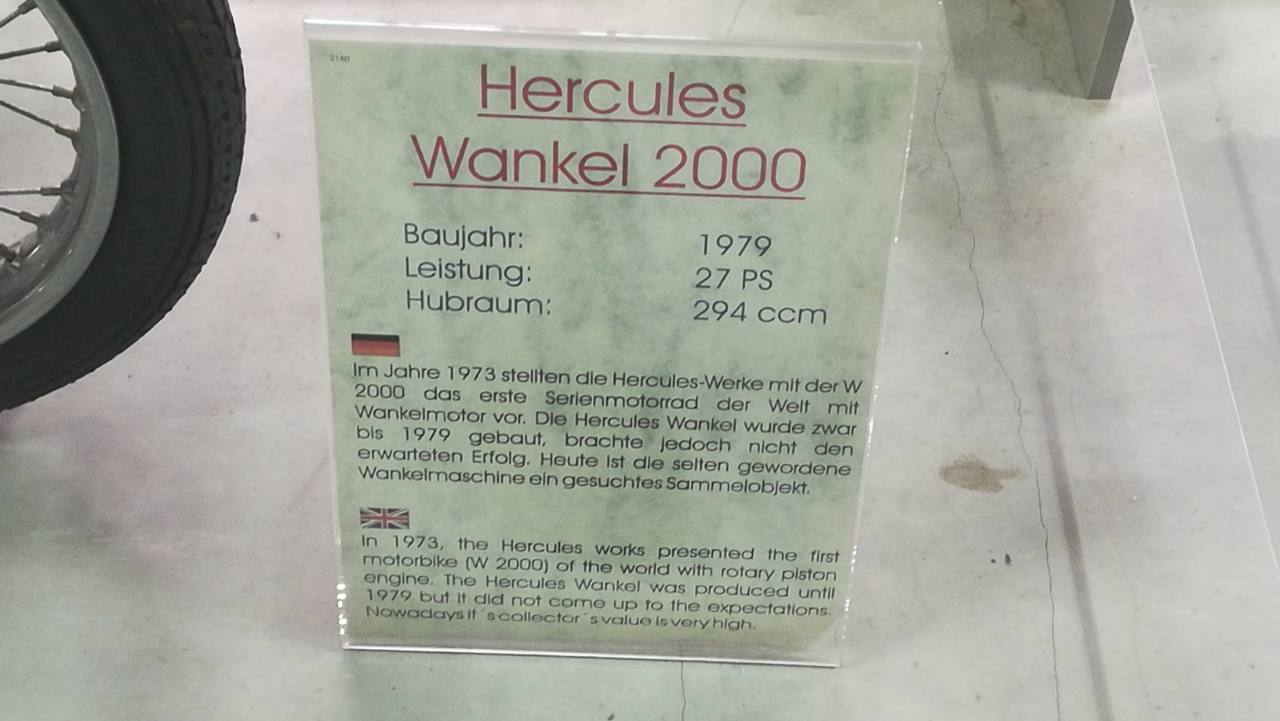 2160
Hercules
Wankel 2000
Baujahr: 1979
Leistung: 27 PS
Hubraum: 294 ccm
Im Jahre 1973 stellten die Hercules-Werke mit der W
2000 das erste Serienmotorrad der Welt mit
Wankelmotor vor. Die Hercules Wankel wurde zwar
bis 1979 gebaut, brachte jedoch nicht den
erwarteten Erfolg. Heute ist die selten gewordene
Wankelmaschine ein gesuchtes Sammelobjekt.
In 1973, the Hercules works presented the first
motorbike (W 2000) of the world with rotary piston
engine. The Hercules Wankel was produced until
1979 but it did not come up to the expectations.
Nowadays it´s collector´s value is very high.